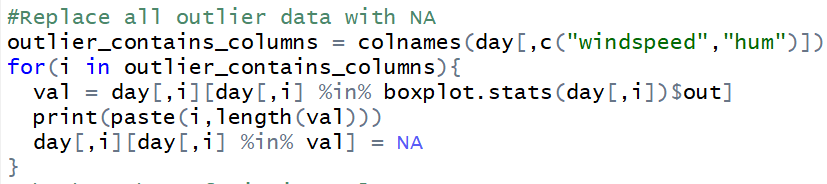 #Replace all outlier data with NA
outlier_contains_columns = colnames(day[,c("windspeed","hum")])
for(i in outlier_contains_columns){
  val = day[,i][day[,i] %in% boxplot.stats(day[,i])$out]
  print(paste(i,length(val)))
  day[,i][day[,i] %in% val] = NA
}